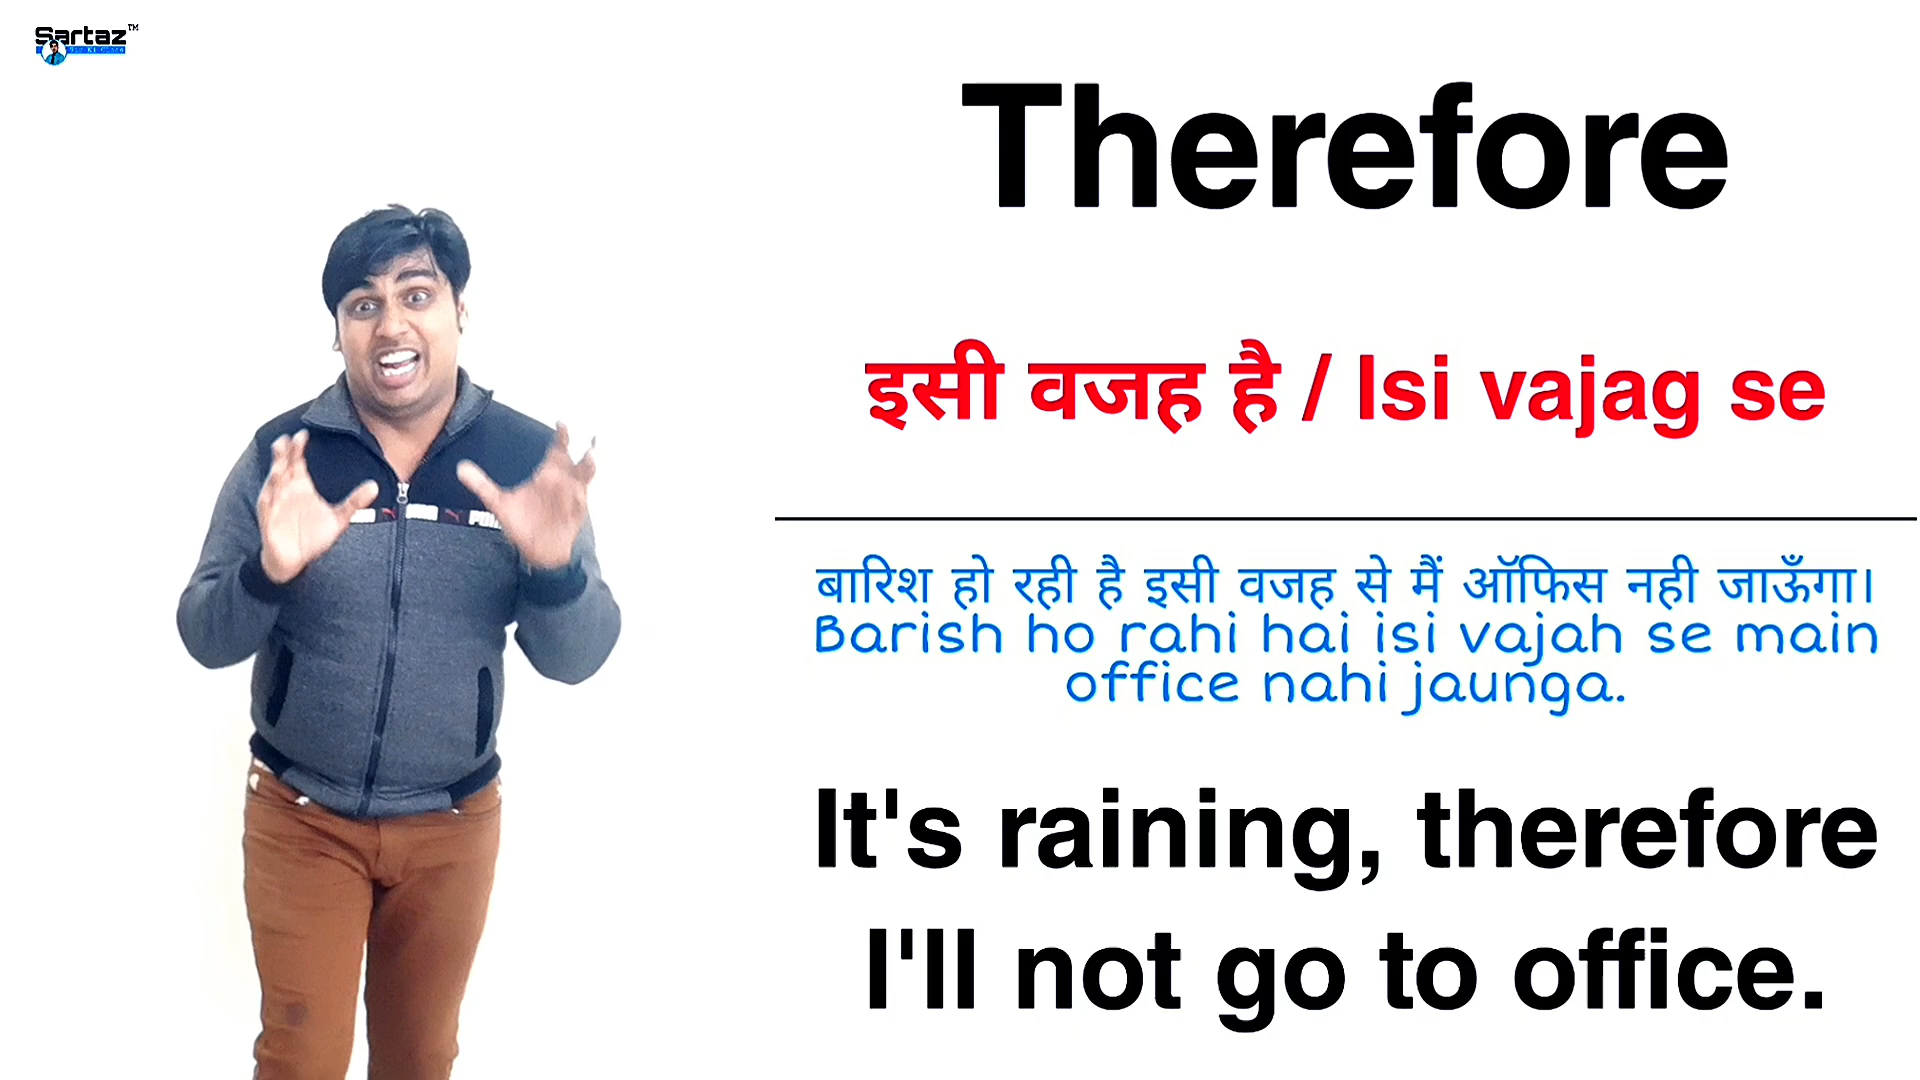 Sartaz™
Therefore
इसी वजह है / Isi vajag se
बारिश हो रही है इसी वजह से मैं ऑफिस नही जाऊँगा।
Barish ho rahi hai isi vajah se main
office nahi jaunga.
It's raining, therefore
I'll not go to office.